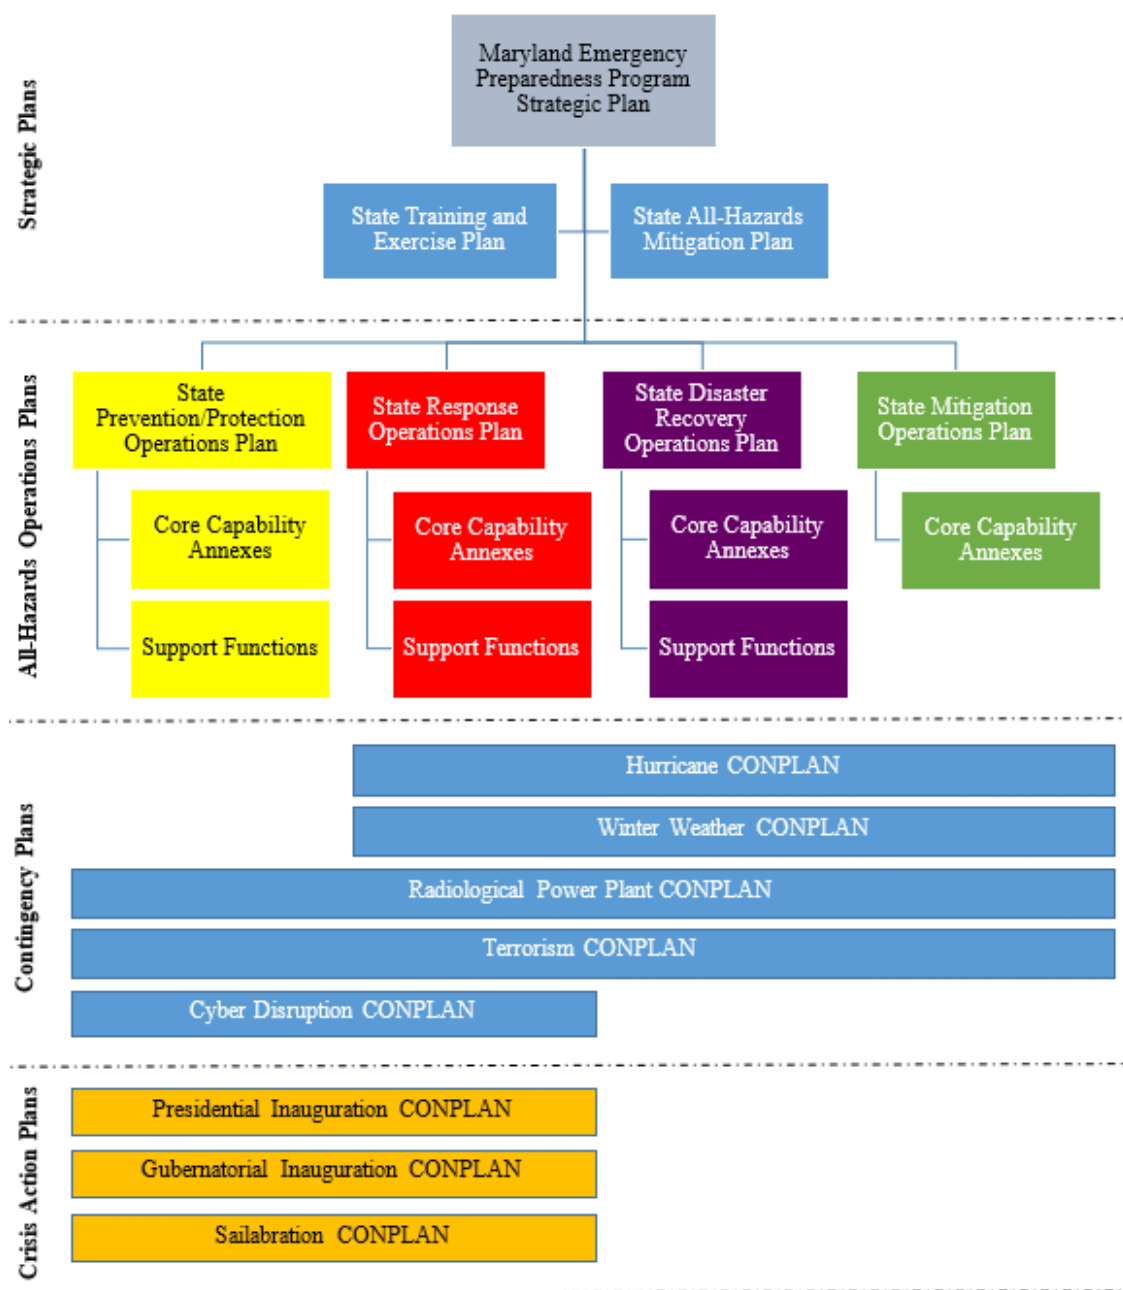 Strategic Plans
Maryland Emergency
Preparedness Program
Strategic Plan
State Training and
Exercise Plan
State All-Hazards
Mitigation Plan
All-Hazards Operations Plans
State
Prevention/Protection
Operations Plan
Core Capability
Annexes
Support Functions
State Response
Operations Plan
Core Capability
Annexes
Support Functions
State Disaster
Recovery
Operations Plan
Core Capability
Annexes
Support Functions
State Mitigation
Operations Plan
Core Capability
Annexes
Contingency Plans
Hurricane CONPLAN
Winter Weather CONPLAN
Radiological Power Plant CONPLAN
Terrorism CONPLAN
Cyber Disruption CONPLAN
Crisis Action Plans
Presidential Inauguration CONPLAN
Gubernatorial Inauguration CONPLAN
Sailabration CONPLAN